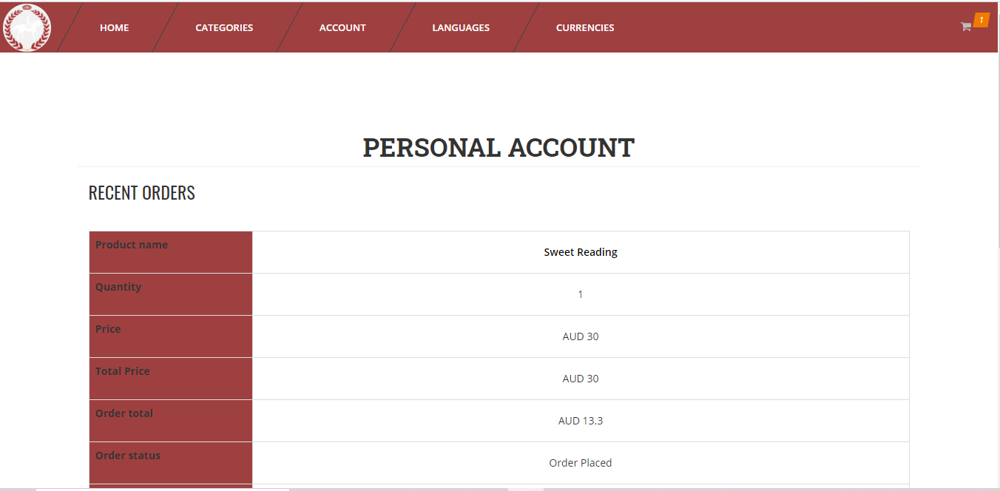 HOME CATEGORIES ACCOUNT LANGUAGES CURRENCIES 1
PERSONAL ACCOUNT
RECENT ORDERS
Product name Sweet Reading
Quantity 1
Price AUD 30
Total Price AUD 30
Order total AUD 13.3
Order status Order Placed